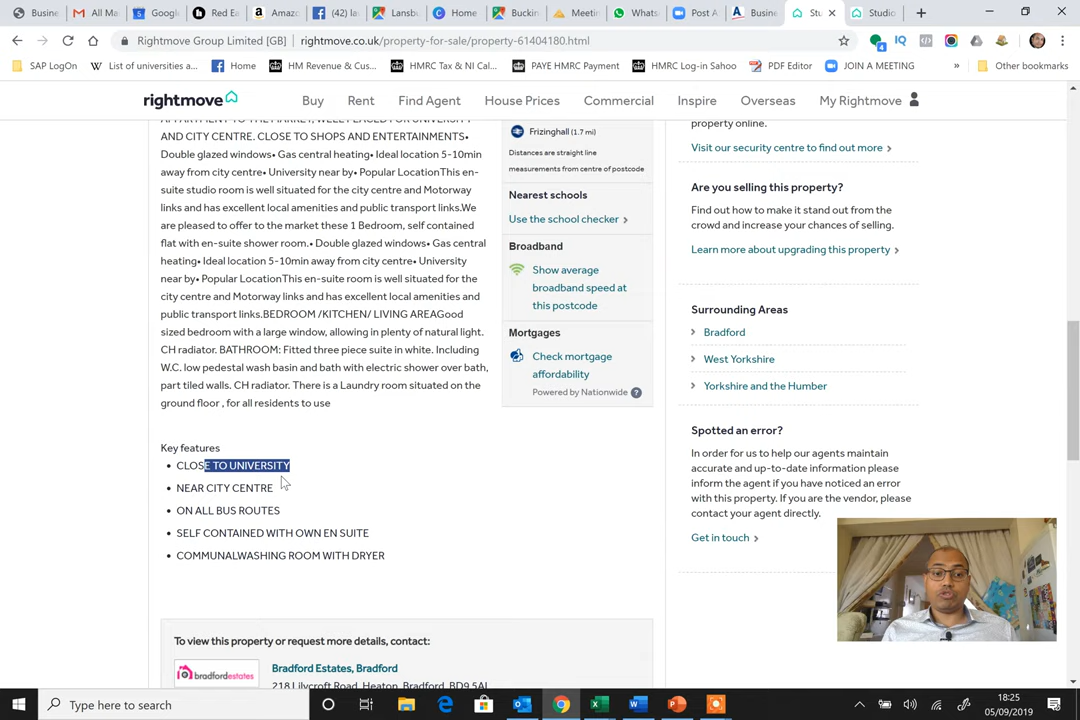 Busine
All Ma
Google
Red Ea
Amazo
(42) la
Lansbu
Home
Buckin
Meetin
Whats
Post A
Busine
Stu
Studio
Rightmove Group Limited [GB] | rightmove.co.uk/property-for-sale/property-61404180.html
SAP LogOn
List of universities a...
Home
HM Revenue & Cus...
HMRC Tax & NI Cal...
PAYE HMRC Payment
HMRC Log-in Sahoo
PDF Editor
JOIN A MEETING
»
Other bookmarks
rightmove
Buy
Rent
Find Agent
House Prices
Commercial
Inspire
Overseas
My Rightmove
APARTMENT TO THE MARKET, WELL PLACED FOR UNIVERSITY
AND CITY CENTRE. CLOSE TO SHOPS AND ENTERTAINMENTS•
Double glazed windows• Gas central heating• Ideal location 5-10min
away from city centre• University near by• Popular LocationThis en-
suite studio room is well situated for the city centre and Motorway
links and has excellent local amenities and public transport links.We
are pleased to offer to the market these 1 Bedroom, self contained
flat with en-suite shower room.• Double glazed windows• Gas central
heating• Ideal location 5-10min away from city centre• University
near by• Popular LocationThis en-suite room is well situated for the
city centre and Motorway links and has excellent local amenities and
public transport links.BEDROOM /KITCHEN/ LIVING AREAGood
sized bedroom with a large window, allowing in plenty of natural light.
CH radiator. BATHROOM: Fitted three piece suite in white. Including
W.C. low pedestal wash basin and bath with electric shower over bath,
part tiled walls. CH radiator. There is a Laundry room situated on the
ground floor , for all residents to use
Key features
• CLOSE TO UNIVERSITY
• NEAR CITY CENTRE
• ON ALL BUS ROUTES
• SELF CONTAINED WITH OWN EN SUITE
• COMMUNALWASHING ROOM WITH DRYER
To view this property or request more details, contact:
bradfordestates
Bradford Estates, Bradford
218 Lilycroft Road, Heaton, Bradford, BD9 5AL
Frizinghall (1.7 mi)
Distances are straight line
measurements from centre of postcode
Nearest schools
Use the school checker
Broadband
Show average
broadband speed at
this postcode
Mortgages
Check mortgage
affordability
Powered by Nationwide ?
property online.
Visit our security centre to find out more
Are you selling this property?
Find out how to make it stand out from the
crowd and increase your chances of selling.
Learn more about upgrading this property
Surrounding Areas
Bradford
West Yorkshire
Yorkshire and the Humber
Spotted an error?
In order for us to help our agents maintain
accurate and up-to-date information please
inform the agent if you have noticed an error
with this property. If you are the vendor, please
contact your agent directly.
Get in touch
Type here to search
18:25
05/09/2019